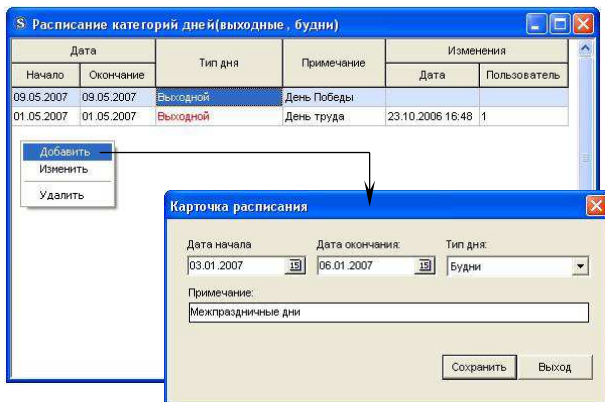 Расписание категорий дней(выходные, будни)
Дата Тип дня Примечание Изменения
Начало Окончание Дата Пользователь
09.05.2007 09.05.2007 Выходной День Победы
01.05.2007 01.05.2007 Выходной День труда 23.10.2006 16:48 1
Добавить
Изменить
Удалить
Карточка расписания
Дата начала Дата окончания: Тип дня:
03.01.2007 15 06.01.2007 15 Будни
Примечание:
Межпраздничные дни
Сохранить Выход